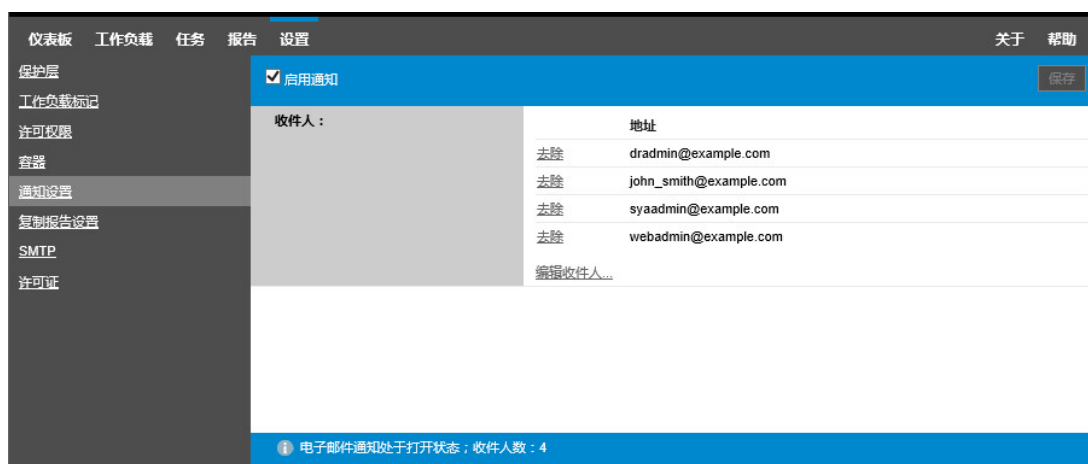 仪表板 工作负载 任务 报告 设置 关于 帮助
保护层
工作负载标记
许可权限
容器
通知设置
复制报告设置
SMTP
许可证
启用通知 保存
收件人：
地址
去除 dradmin@example.com
去除 john_smith@example.com
去除 syaadmin@example.com
去除 webadmin@example.com
编辑收件人...
电子邮件通知处于打开状态；收件人数：4